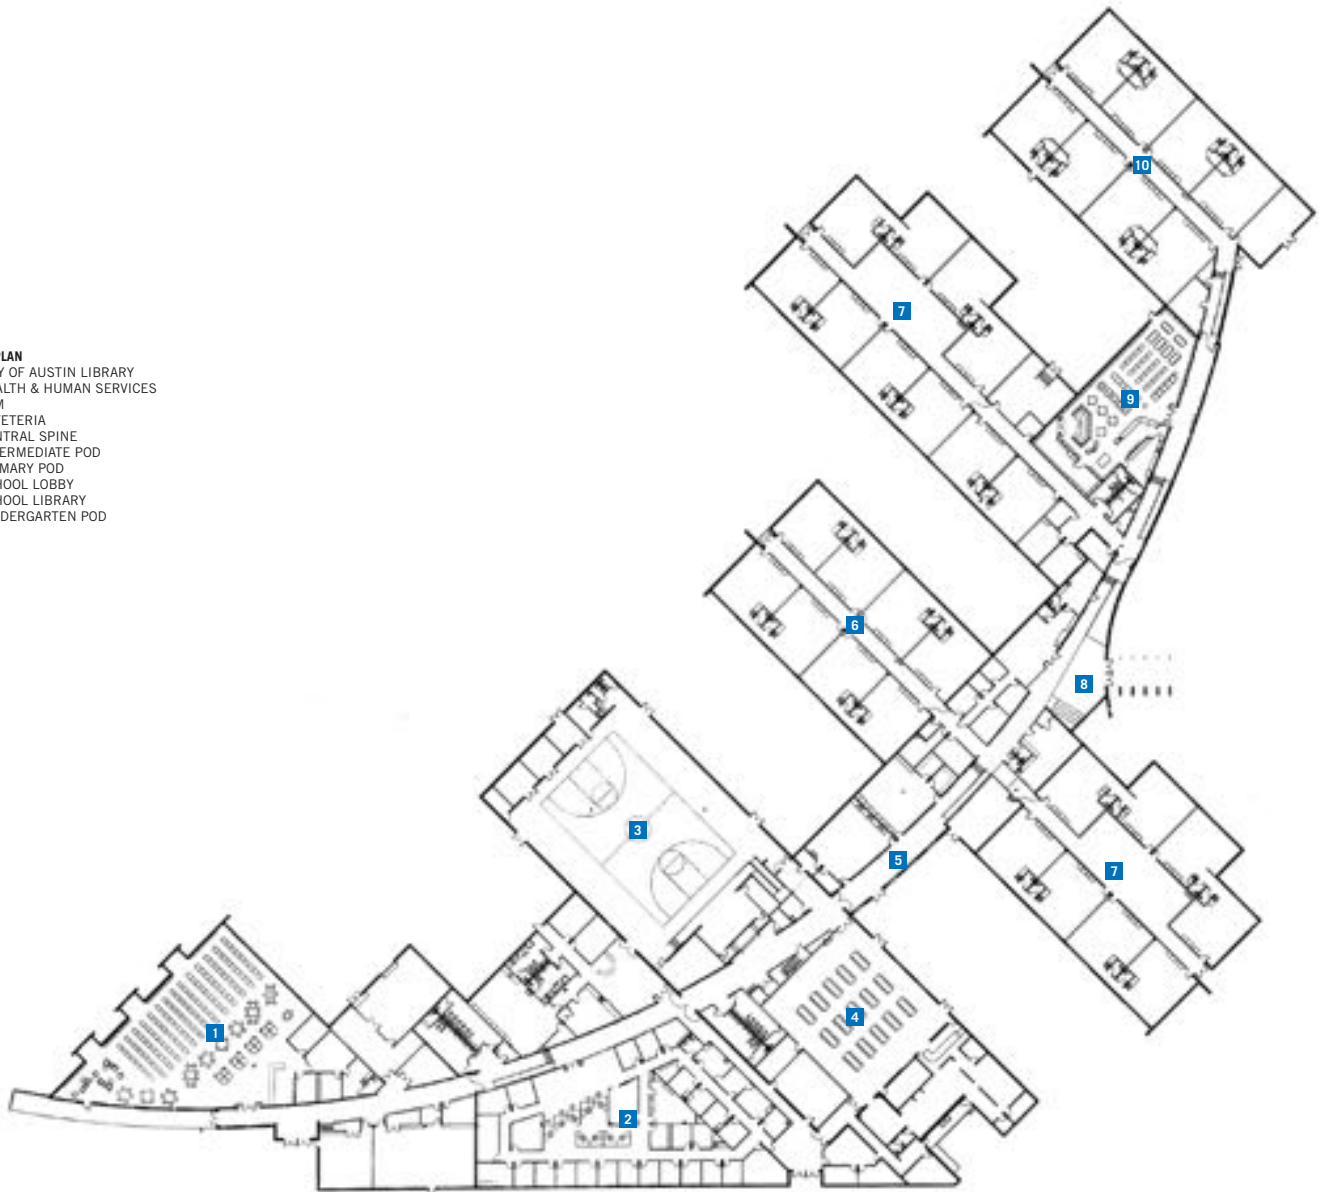 PLAN
Y OF AUSTIN LIBRARY
ALTH & HUMAN SERVICES
M
ETERIA
NTRAL SPINE
ERMEDIATE POD
MARY POD
HOOL LOBBY
HOOL LIBRARY
DERGARTEN POD
10
7
9
6
8
3
5
7
4
1
2